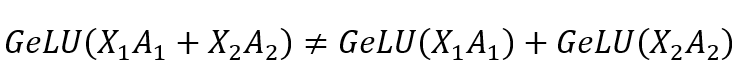 GeLU(X₁A₁ + X₂A₂) ≠ GeLU(X₁A₁) + GeLU(X₂A₂)